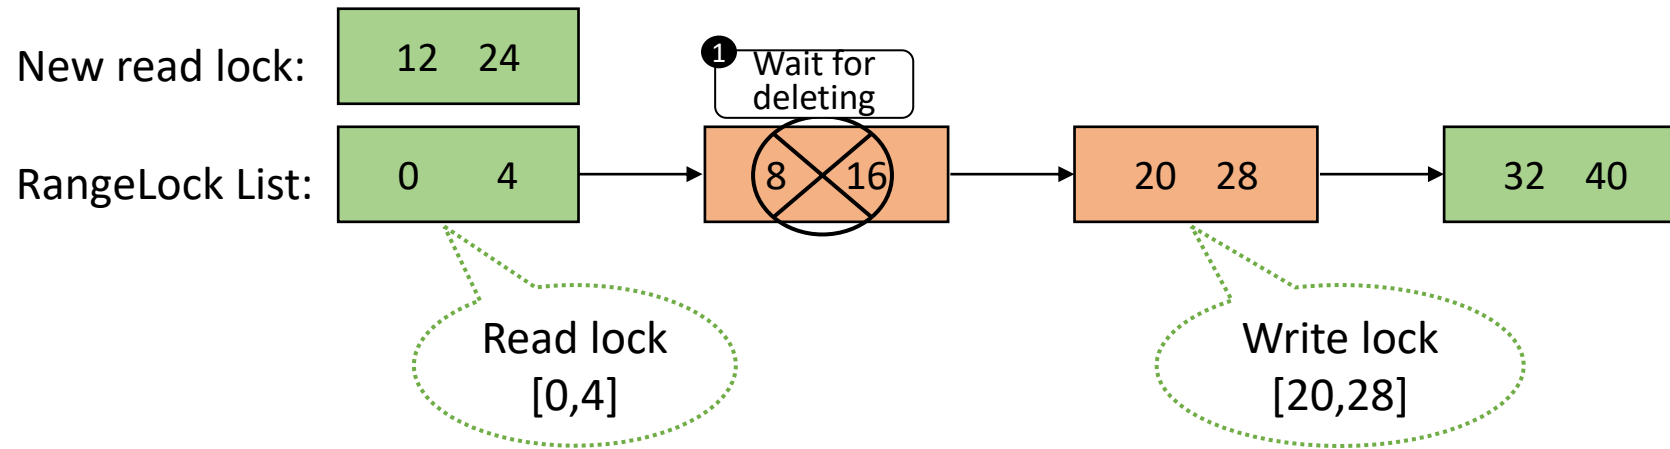 New read lock:
12 24
1
Wait for
deleting
RangeLock List:
0 4
8 16
20 28
32 40
Read lock
[0,4]
Write lock
[20,28]